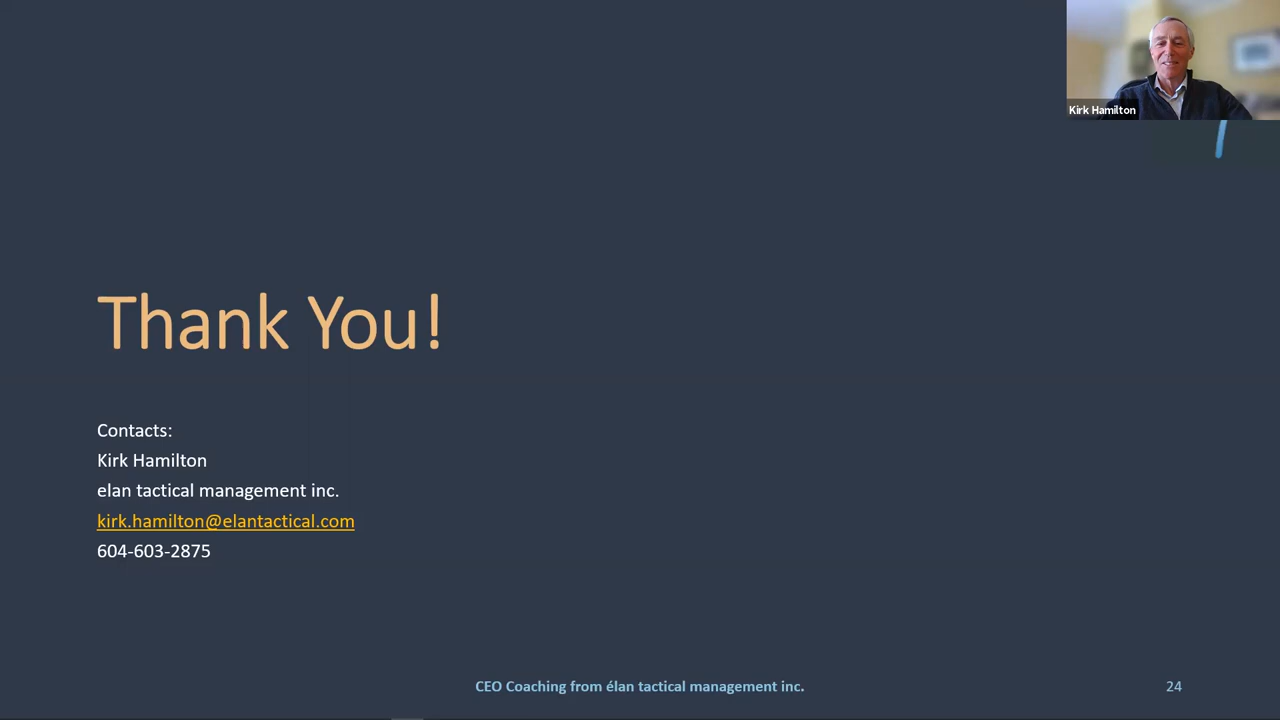 Kirk Hamilton
Thank You!
Contacts:
Kirk Hamilton
elan tactical management inc.
kirk.hamilton@elantactical.com
604-603-2875
CEO Coaching from élan tactical management inc.
24